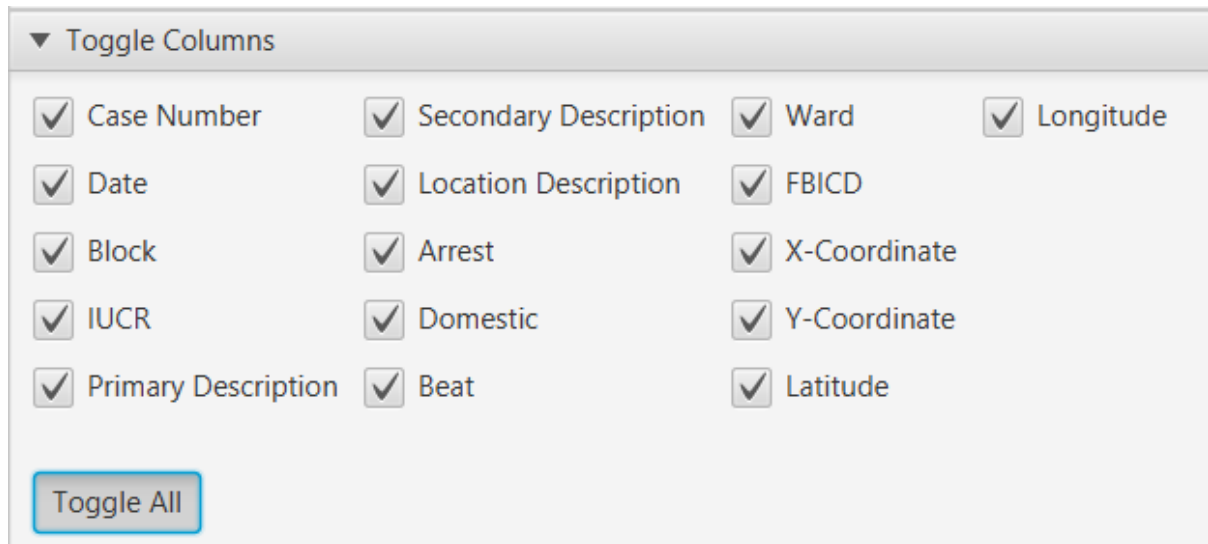 Toggle Columns
Case Number
Date
Block
IUCR
Primary Description
Secondary Description
Location Description
Arrest
Domestic
Beat
Ward
FBICD
X-Coordinate
Y-Coordinate
Latitude
Longitude
Toggle All